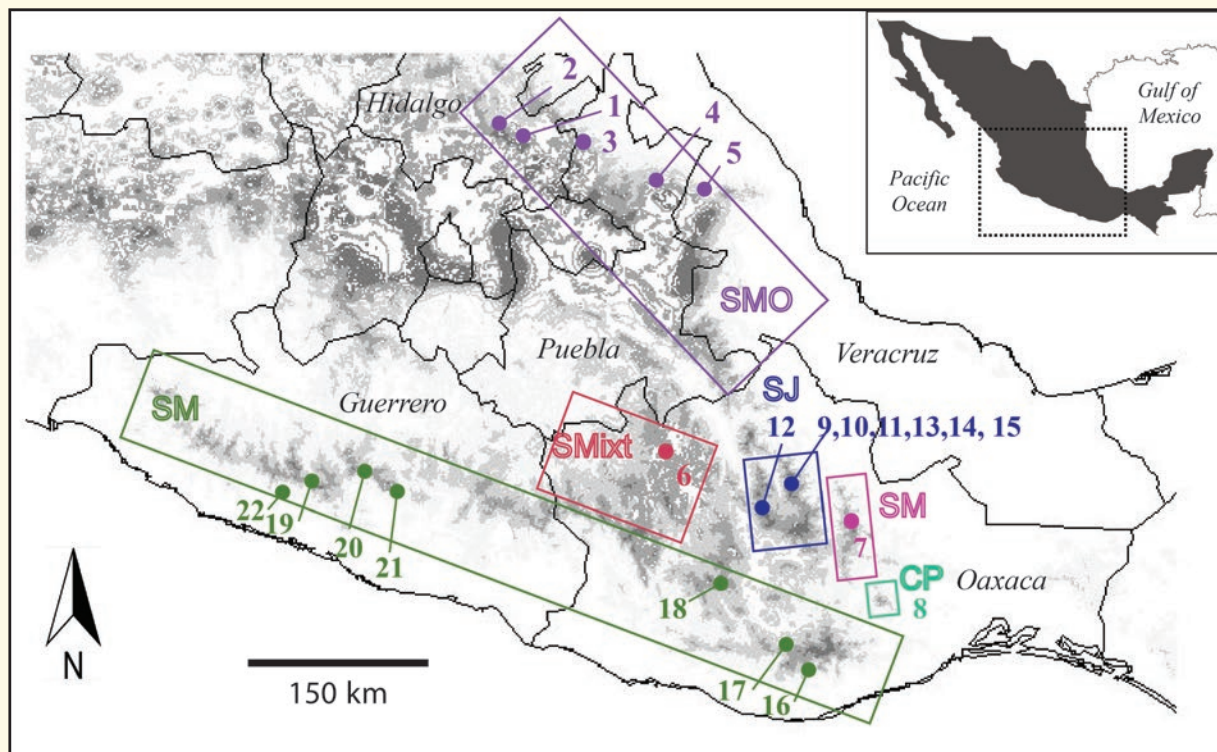 2
Hidalgo
1
4
Gulf of
Mexico
3
5
Pacific
Ocean
SMO
Puebla
Veracruz
SJ
SM
Guerrero
12
9,10,11,13,14, 15
SMixt
6
SM
22
19
20
21
7
CP
Oaxaca
8
18
N
150 km
17
16